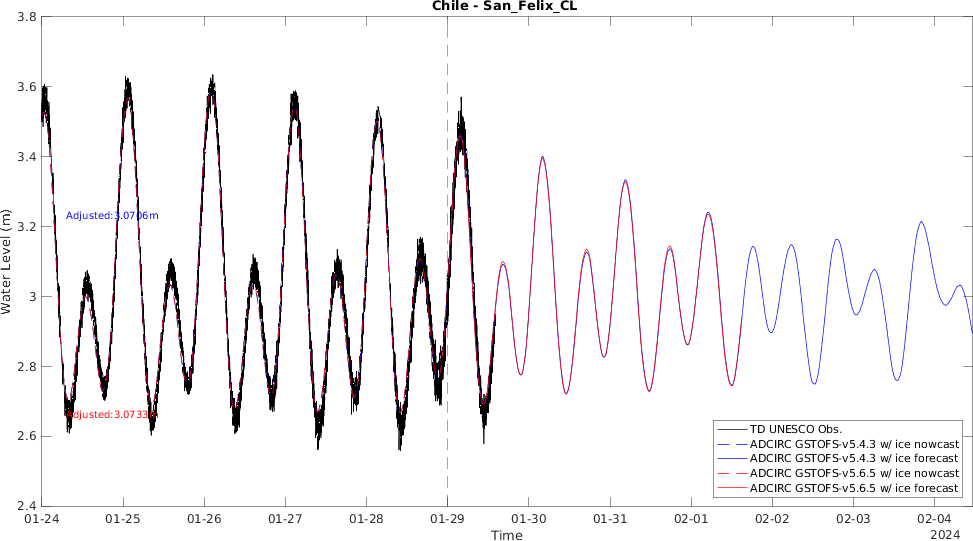 Chile - San_Felix_CL
3.8
3.6
3.4
3.2
3
2.8
2.6
2.4
Water Level (m)
Adjusted:3.0706m
Adjusted:3.0733m
TD UNESCO Obs.
ADCIRC GSTOFS-v5.4.3 w/ ice nowcast
ADCIRC GSTOFS-v5.4.3 w/ ice forecast
ADCIRC GSTOFS-v5.6.5 w/ ice nowcast
ADCIRC GSTOFS-v5.6.5 w/ ice forecast
01-24 01-25 01-26 01-27 01-28 01-29 01-30 01-31 02-01 02-02 02-03 02-04
Time
2024